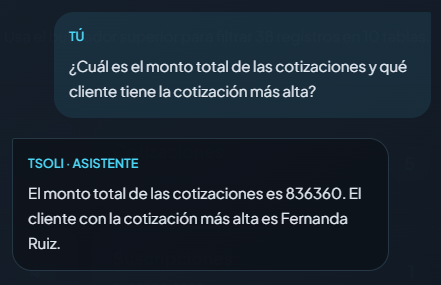 TÚ
¿Cuál es el monto total de las cotizaciones y qué
cliente tiene la cotización más alta?
TSOLI · ASISTENTE
El monto total de las cotizaciones es 836360. El
cliente con la cotización más alta es Fernanda
Ruiz.